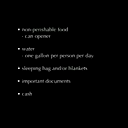 • non-perishable food
- can opener
• water
- one gallon per person per day
• sleeping bag and/or blankets
• important documents
• cash